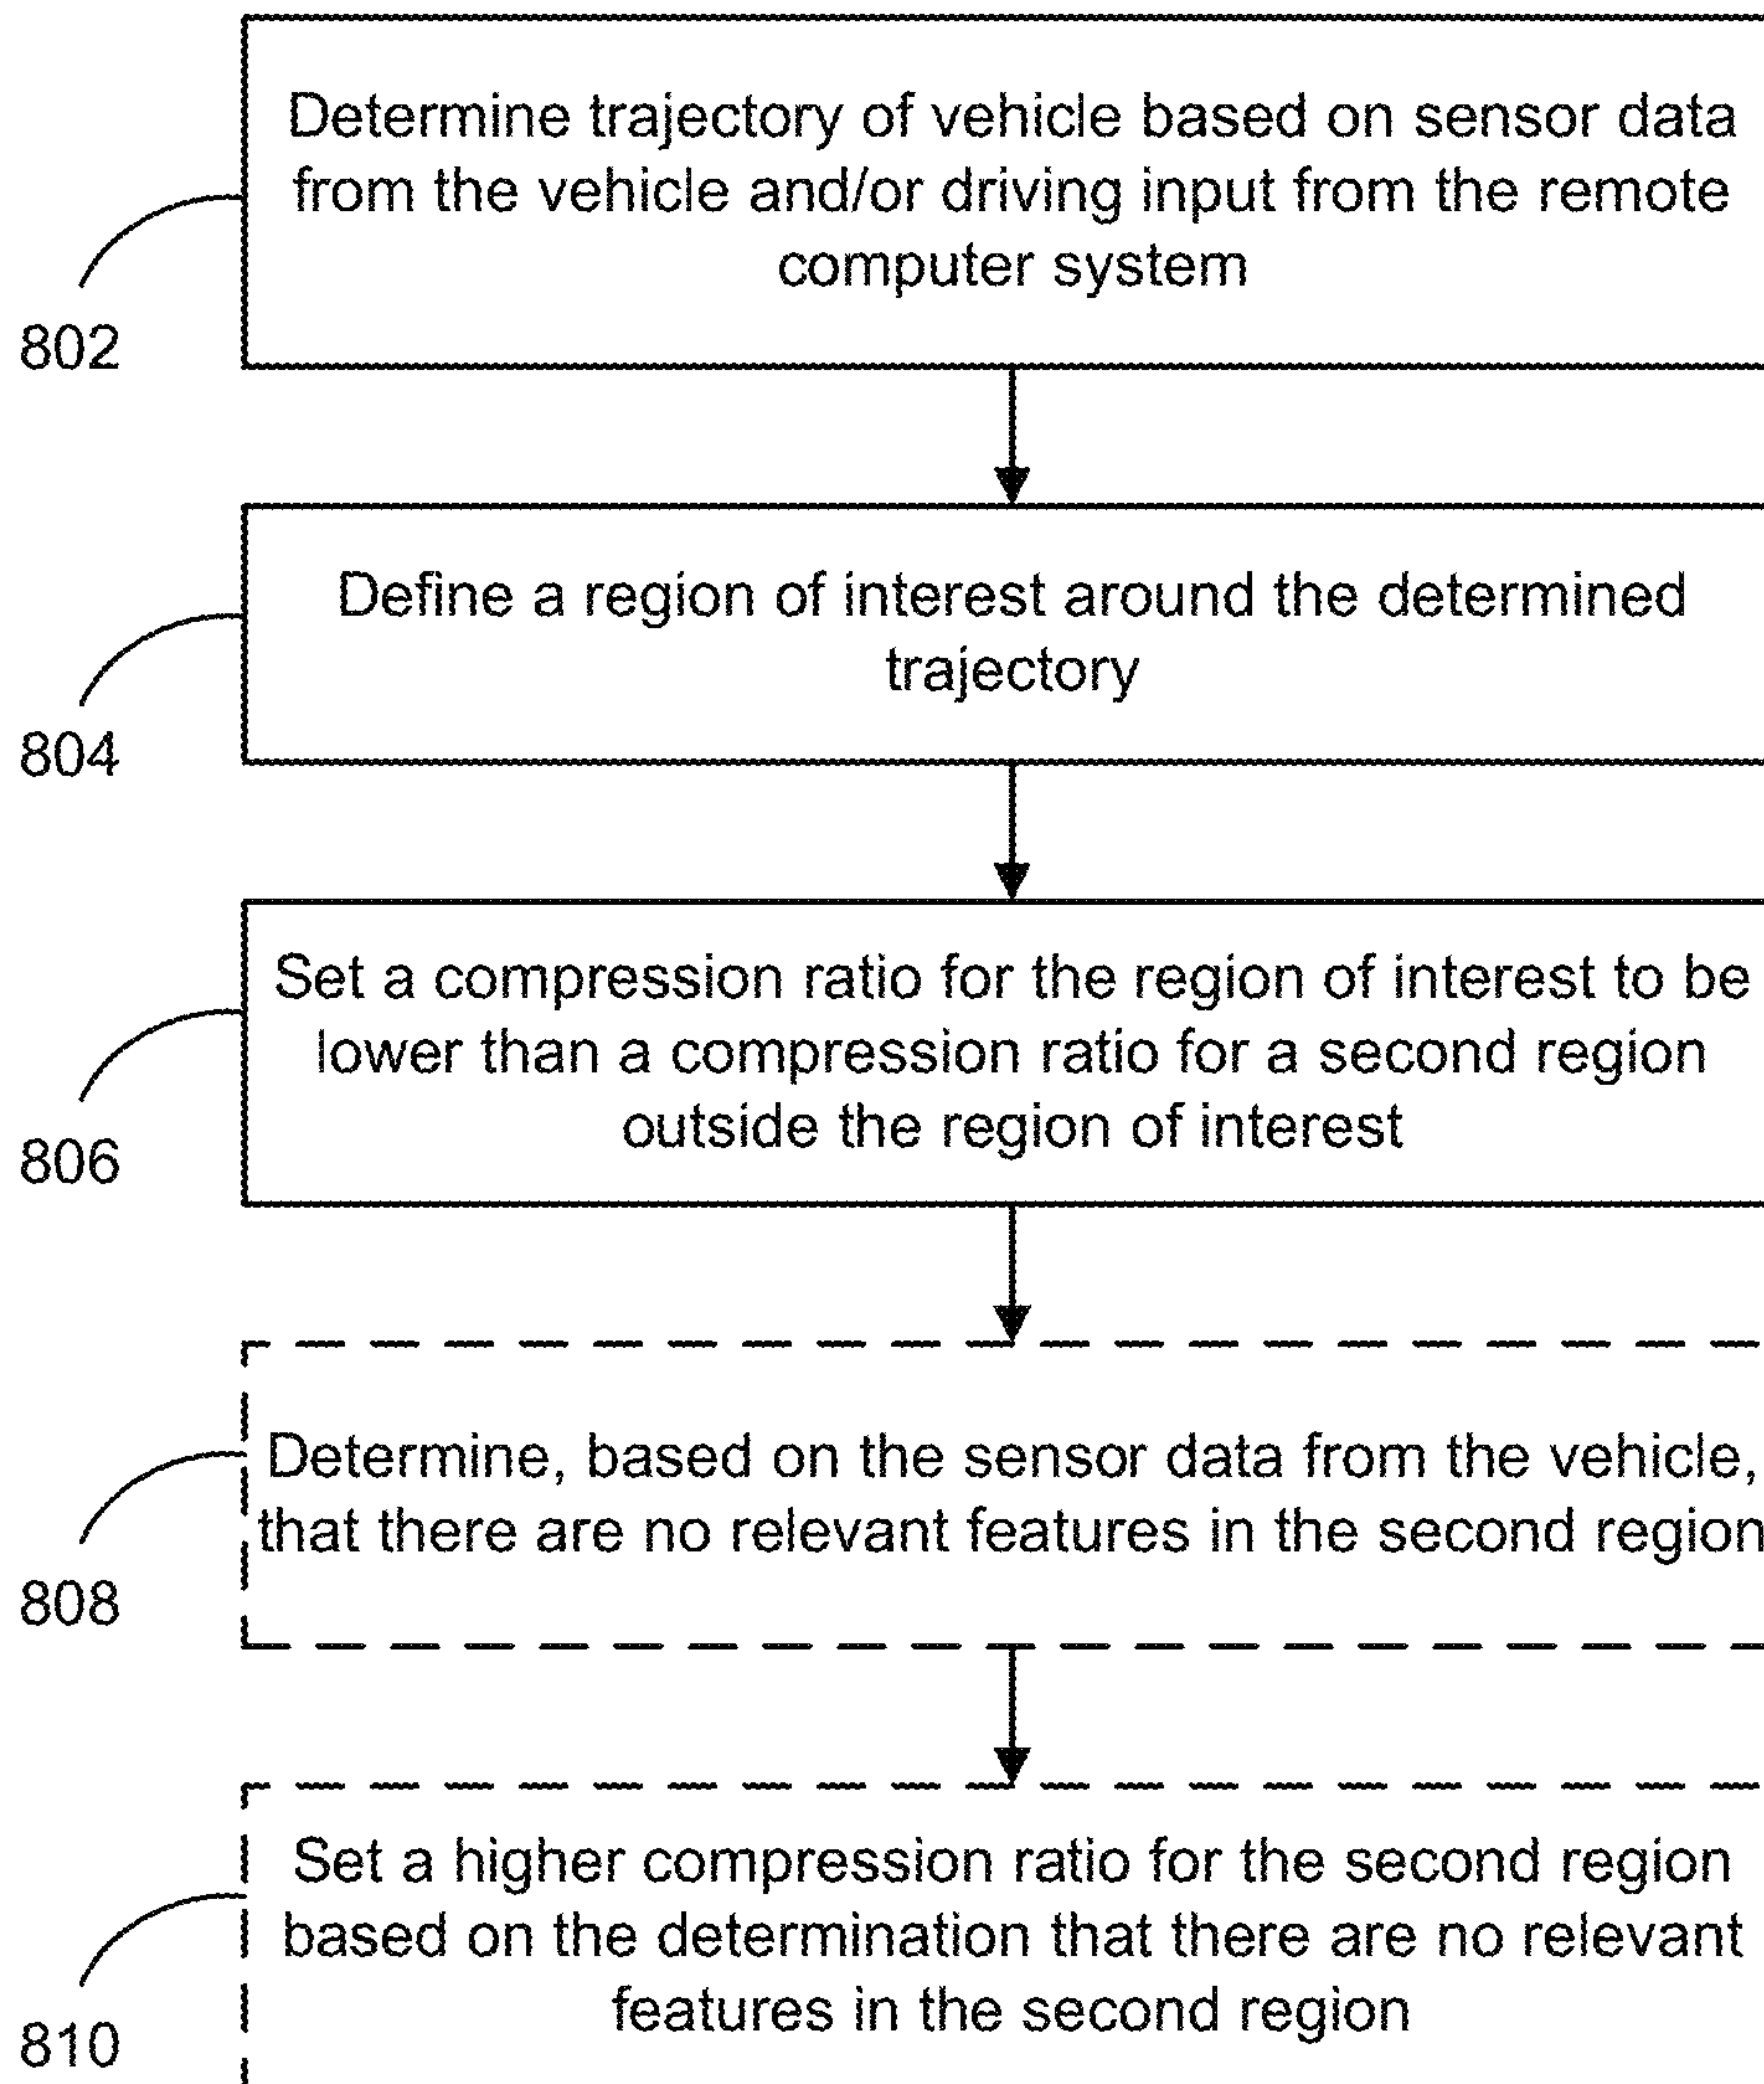 Determine trajectory of vehicle based on sensor data
from the vehicle and/or driving input from the remote
computer system
802
Define a region of interest around the determined
trajectory
804
Set a compression ratio for the region of interest to be
lower than a compression ratio for a second region
outside the region of interest
806
Determine, based on the sensor data from the vehicle,
that there are no relevant features in the second region
808
Set a higher compression ratio for the second region
based on the determination that there are no relevant
features in the second region
810